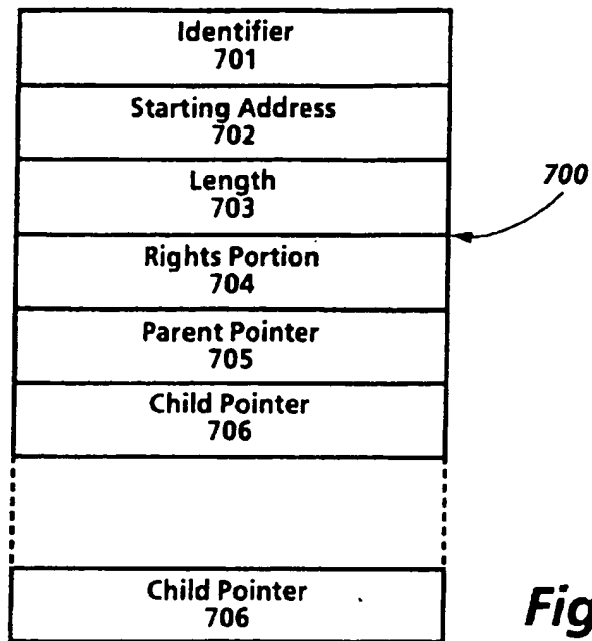 Identifier
701
Starting Address
702
Length
703
700
Rights Portion
704
Parent Pointer
705
Child Pointer
706
Child Pointer
706
Fig